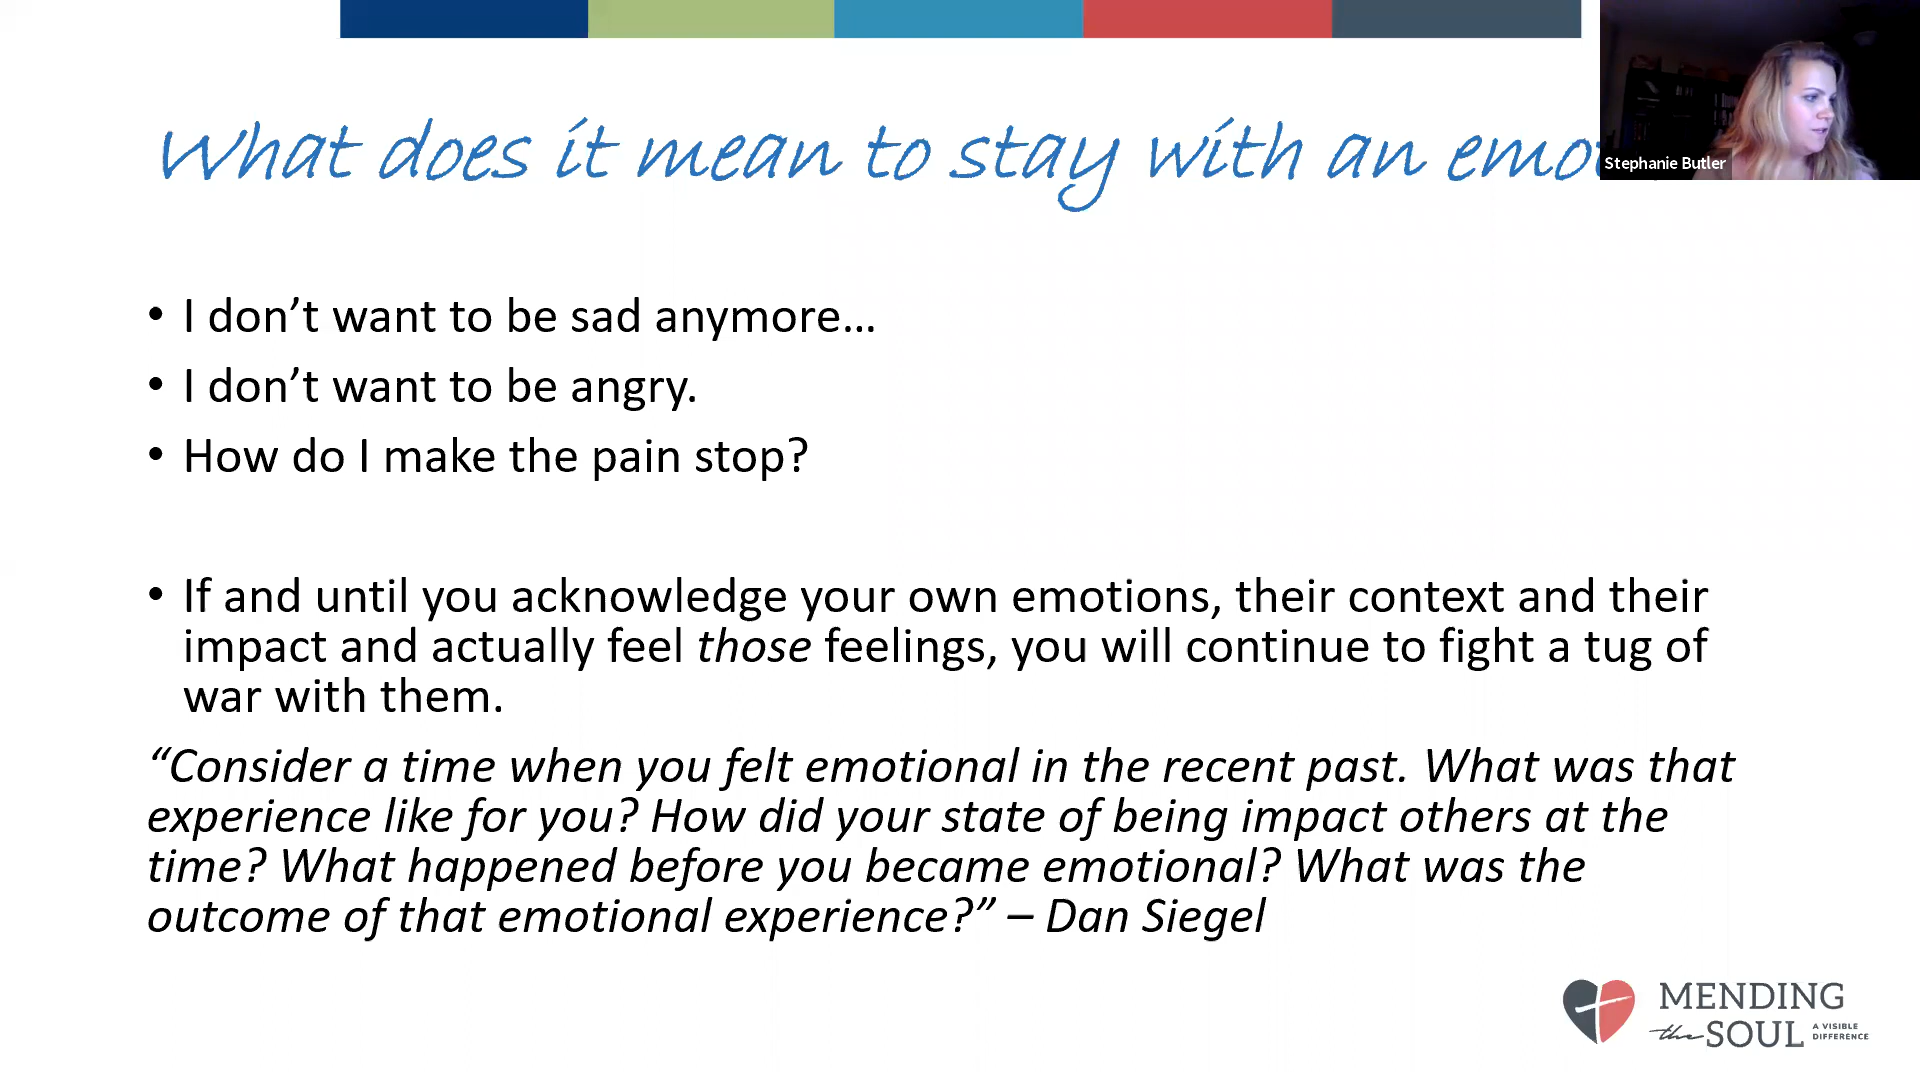 What does it mean to stay with an
Stephanie Butler
• I don’t want to be sad anymore...
• I don’t want to be angry.
• How do I make the pain stop?
• If and until you acknowledge your own emotions, their context and their
impact and actually feel those feelings, you will continue to fight a tug of
war with them.
“Consider a time when you felt emotional in the recent past. What was that
experience like for you? How did your state of being impact others at the
time? What happened before you became emotional? What was the
outcome of that emotional experience?” – Dan Siegel
MENDING
the SOUL
A VISIBLE
DIFFERENCE